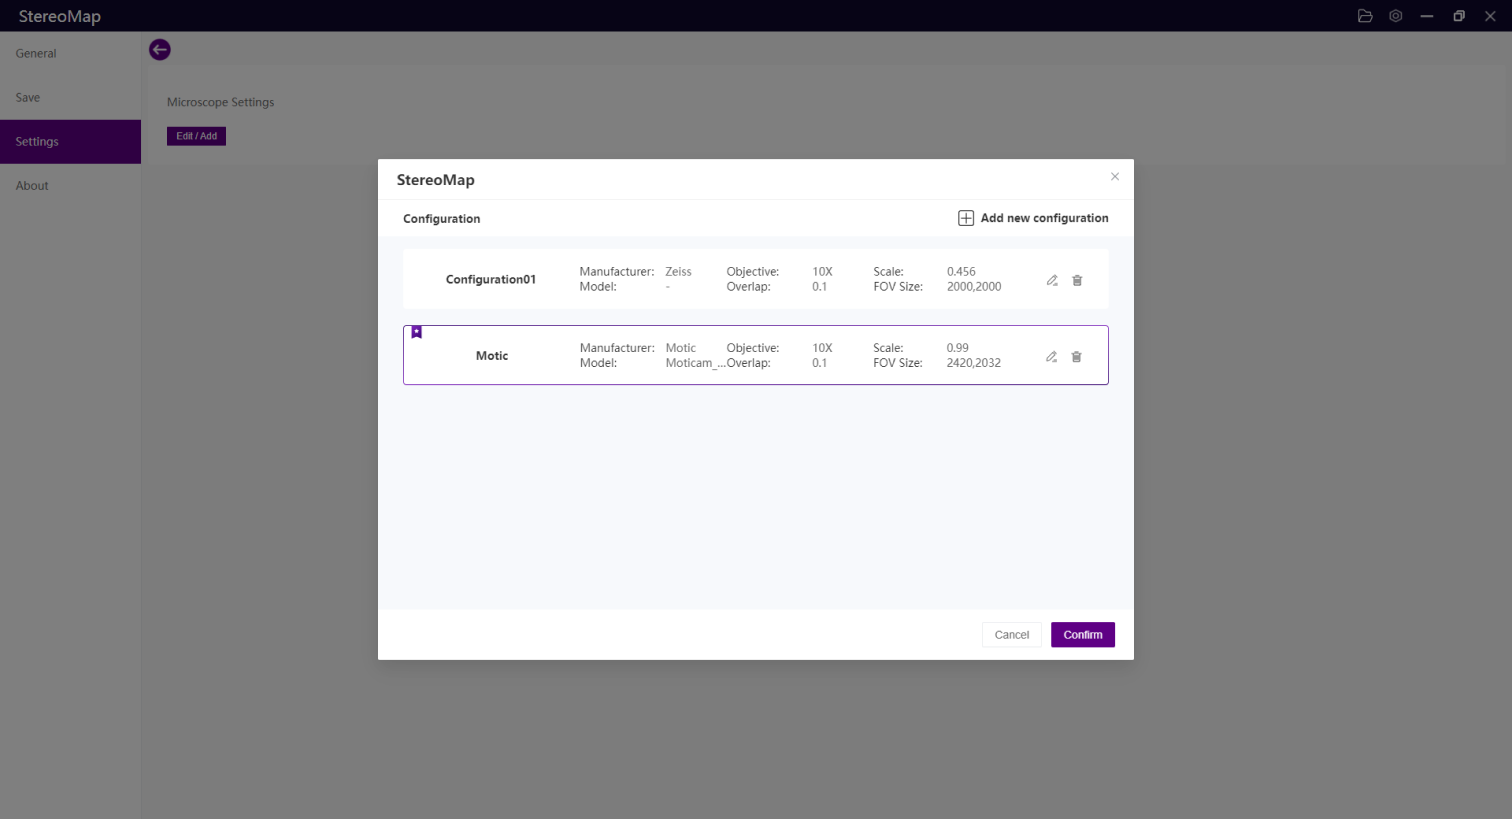 StereoMap
General
Save
Settings
About
Microscope Settings
Edit / Add
StereoMap
Configuration
Add new configuration
Configuration01
Manufacturer: Zeiss Objective: 10X Scale: 0.456
Model: - Overlap: 0.1 FOV Size: 2000,2000
Motic
Manufacturer: Motic Objective: 10X Scale: 0.99
Model: Moticam_... Overlap: 0.1 FOV Size: 2420,2032
Cancel
Confirm